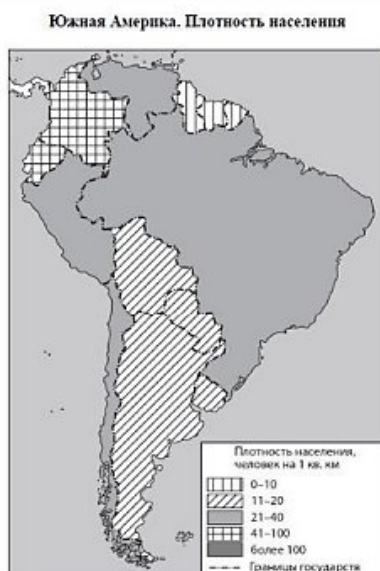 Южная Америка. Плотность населения
Плотность населения,
человек на 1 кв. км
0–10
11–20
21–40
41–100
более 100
Границы государств